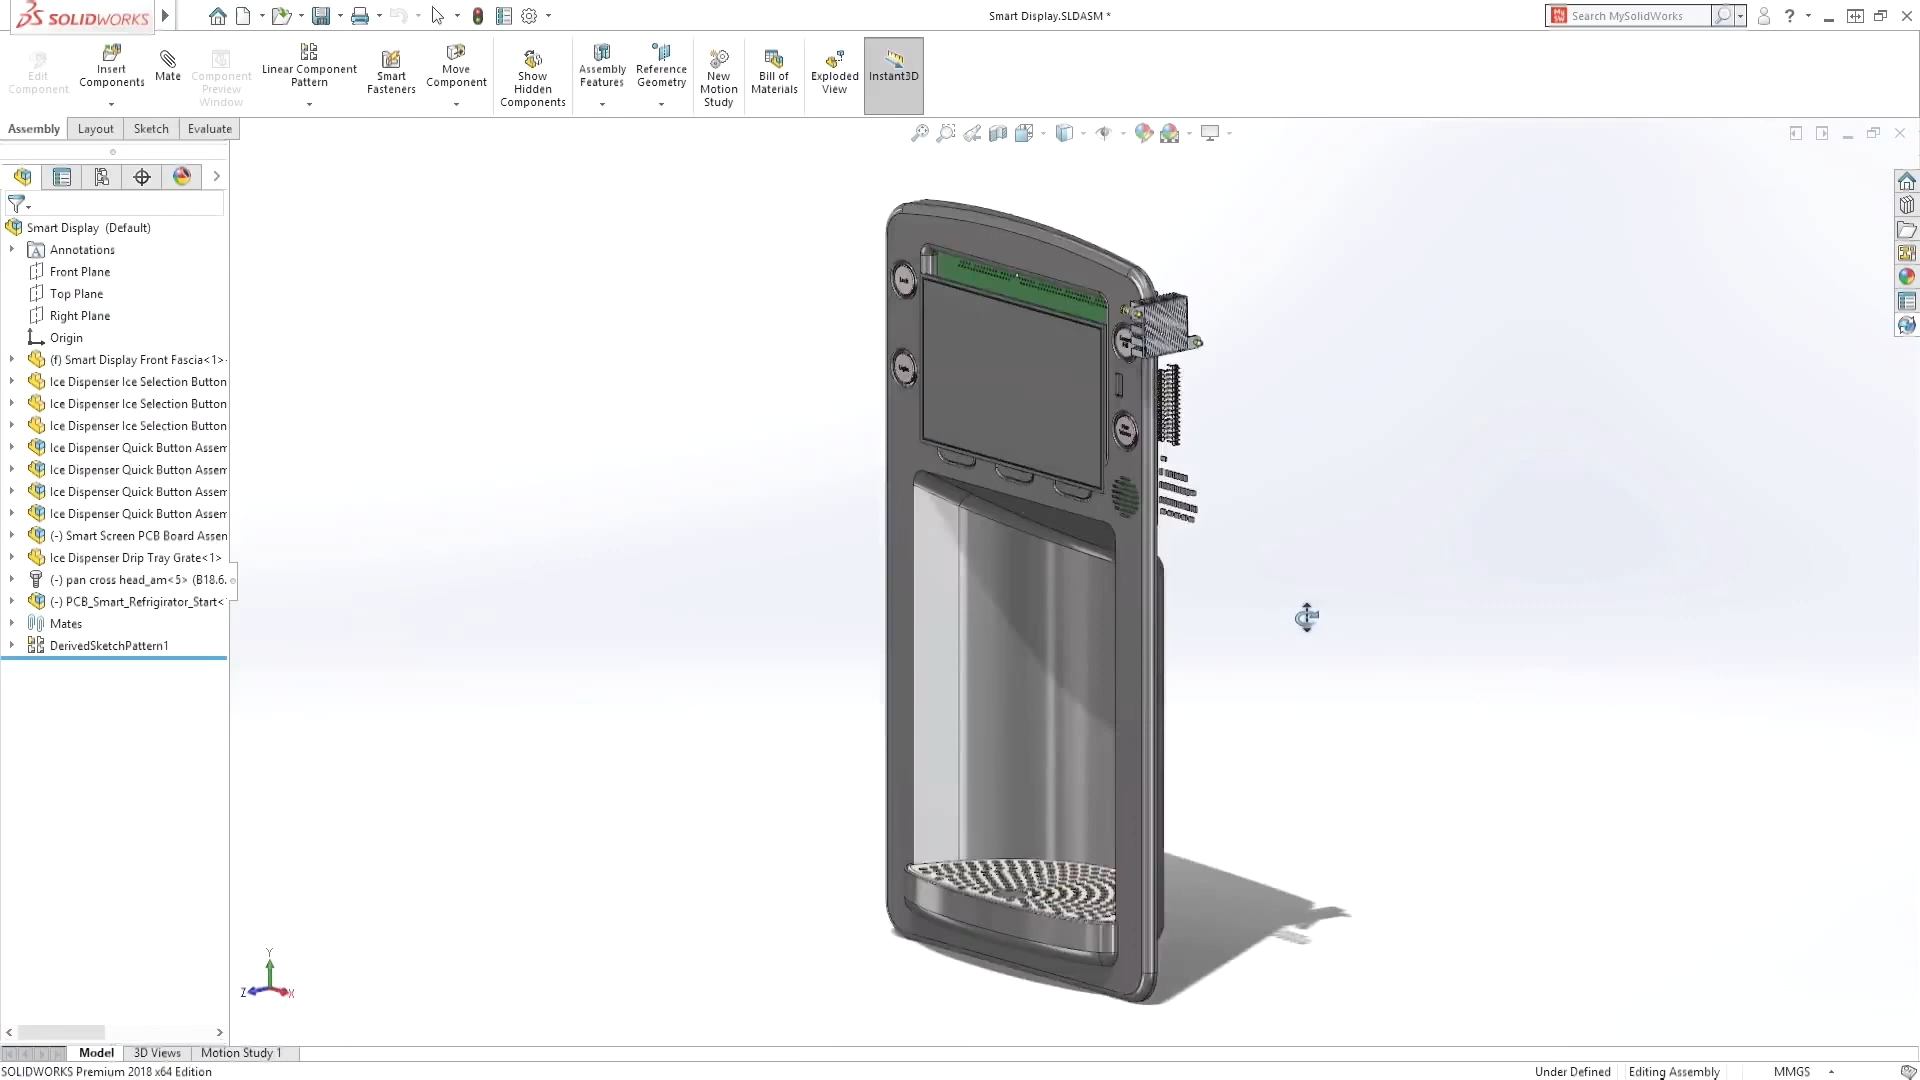 SOLIDWORKS
Smart Display.SLDASM *
Search MySolidWorks
?
Edit Component
Insert Components
Mate
Component Preview Window
Linear Component Pattern
Smart Fasteners
Move Component
Show Hidden Components
Assembly Features
Reference Geometry
New Motion Study
Bill of Materials
Exploded View
Instant3D
Assembly
Layout
Sketch
Evaluate
Smart Display (Default)
Annotations
Front Plane
Top Plane
Right Plane
Origin
(f) Smart Display Front Fascia<1>
Ice Dispenser Ice Selection Button
Ice Dispenser Ice Selection Button
Ice Dispenser Ice Selection Button
Ice Dispenser Quick Button Assem
Ice Dispenser Quick Button Assem
Ice Dispenser Quick Button Assem
Ice Dispenser Quick Button Assem
(-) Smart Screen PCB Board Assem
Ice Dispenser Drip Tray Grate<1>
(-) pan cross head_am<5> (B18.6.
(-) PCB_Smart_Refrigirator_Start<
Mates
DerivedSketchPattern1
Y
Z
X
Model
3D Views
Motion Study 1
SOLIDWORKS Premium 2018 x64 Edition
Under Defined
Editing Assembly
MMGS